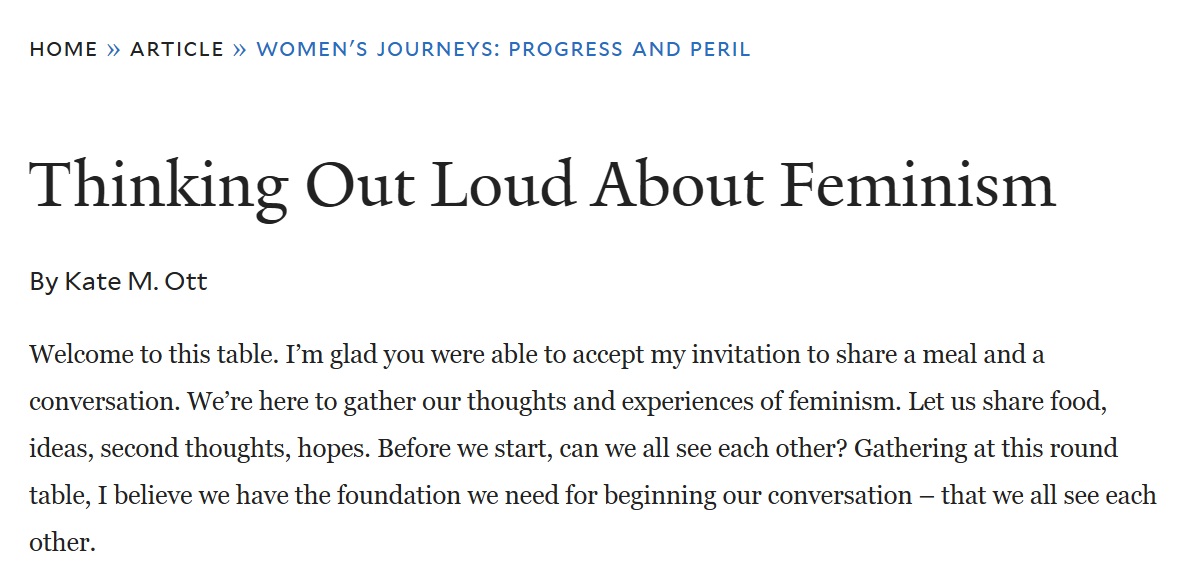 HOME » ARTICLE » WOMEN’S JOURNEYS: PROGRESS AND PERIL
Thinking Out Loud About Feminism
By Kate M. Ott
Welcome to this table. I’m glad you were able to accept my invitation to share a meal and a
conversation. We’re here to gather our thoughts and experiences of feminism. Let us share food,
ideas, second thoughts, hopes. Before we start, can we all see each other? Gathering at this round
table, I believe we have the foundation we need for beginning our conversation – that we all see each
other.